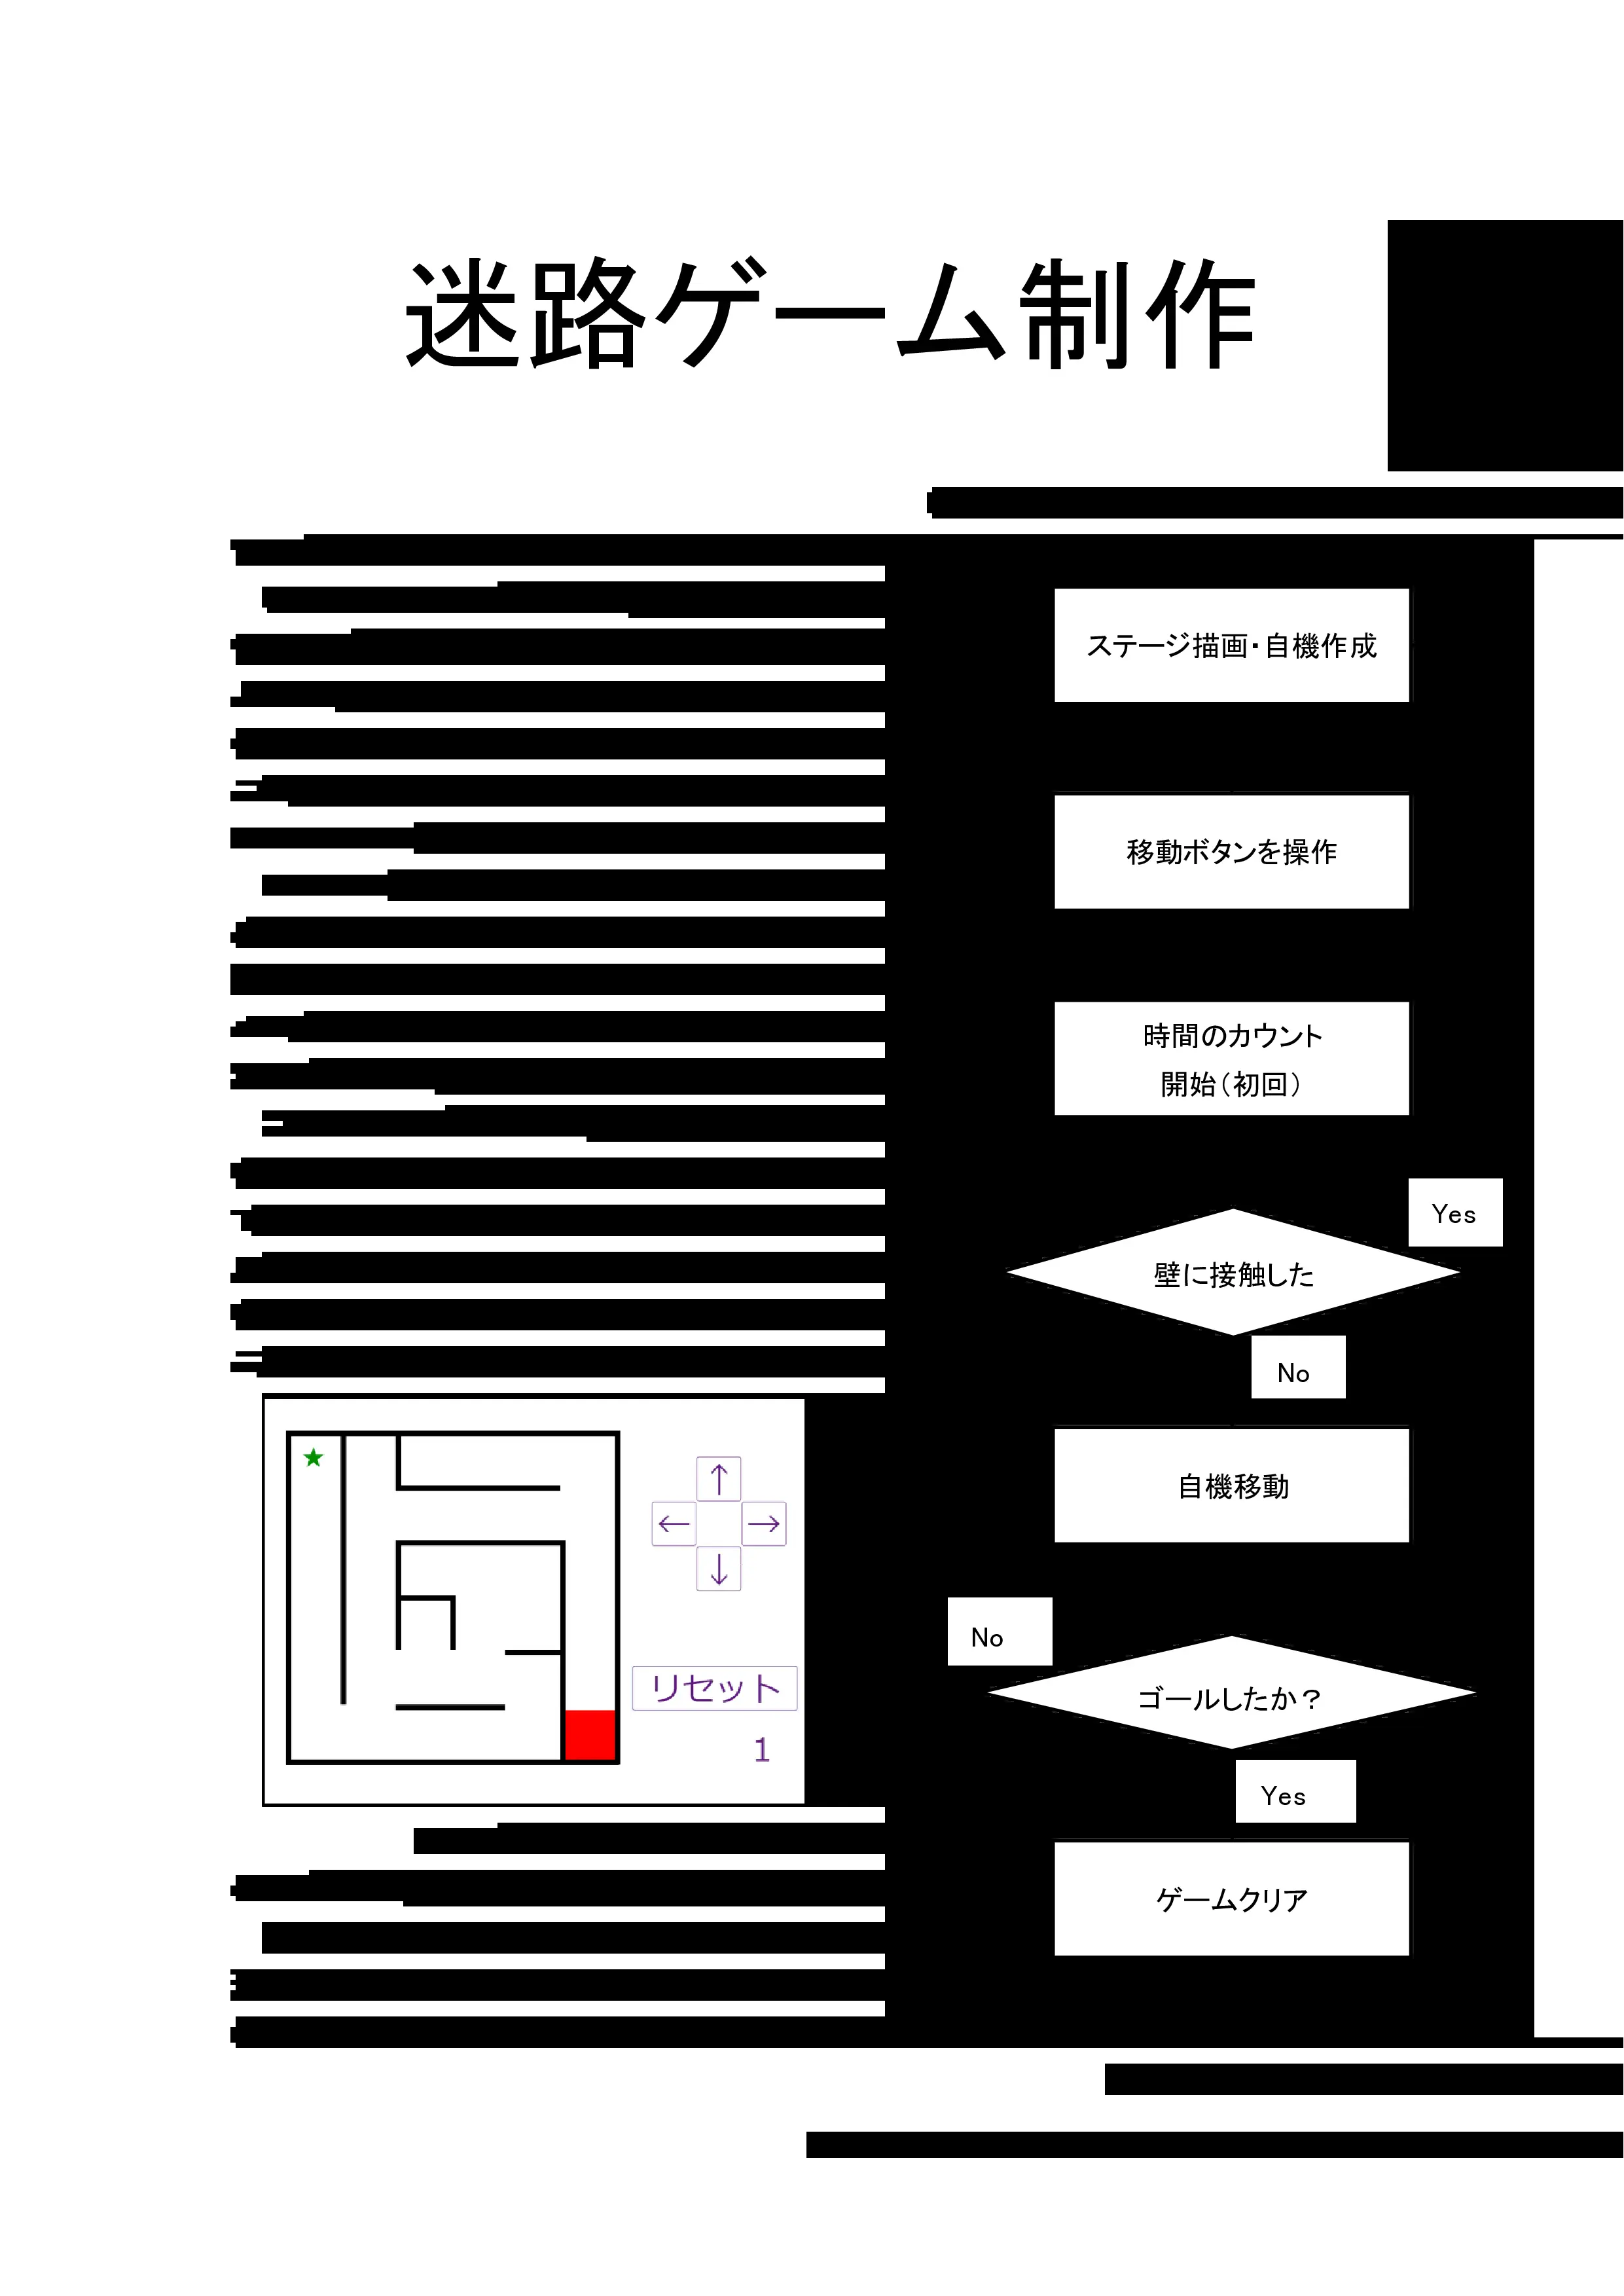 迷路ゲーム制作
ステージ描画・自機作成
移動ボタンを操作
時間のカウント
開始（初回）
Yes
壁に接触した
No
自機移動
No
ゴールしたか？
Yes
ゲームクリア
★
↑
← →
↓
リセット
1